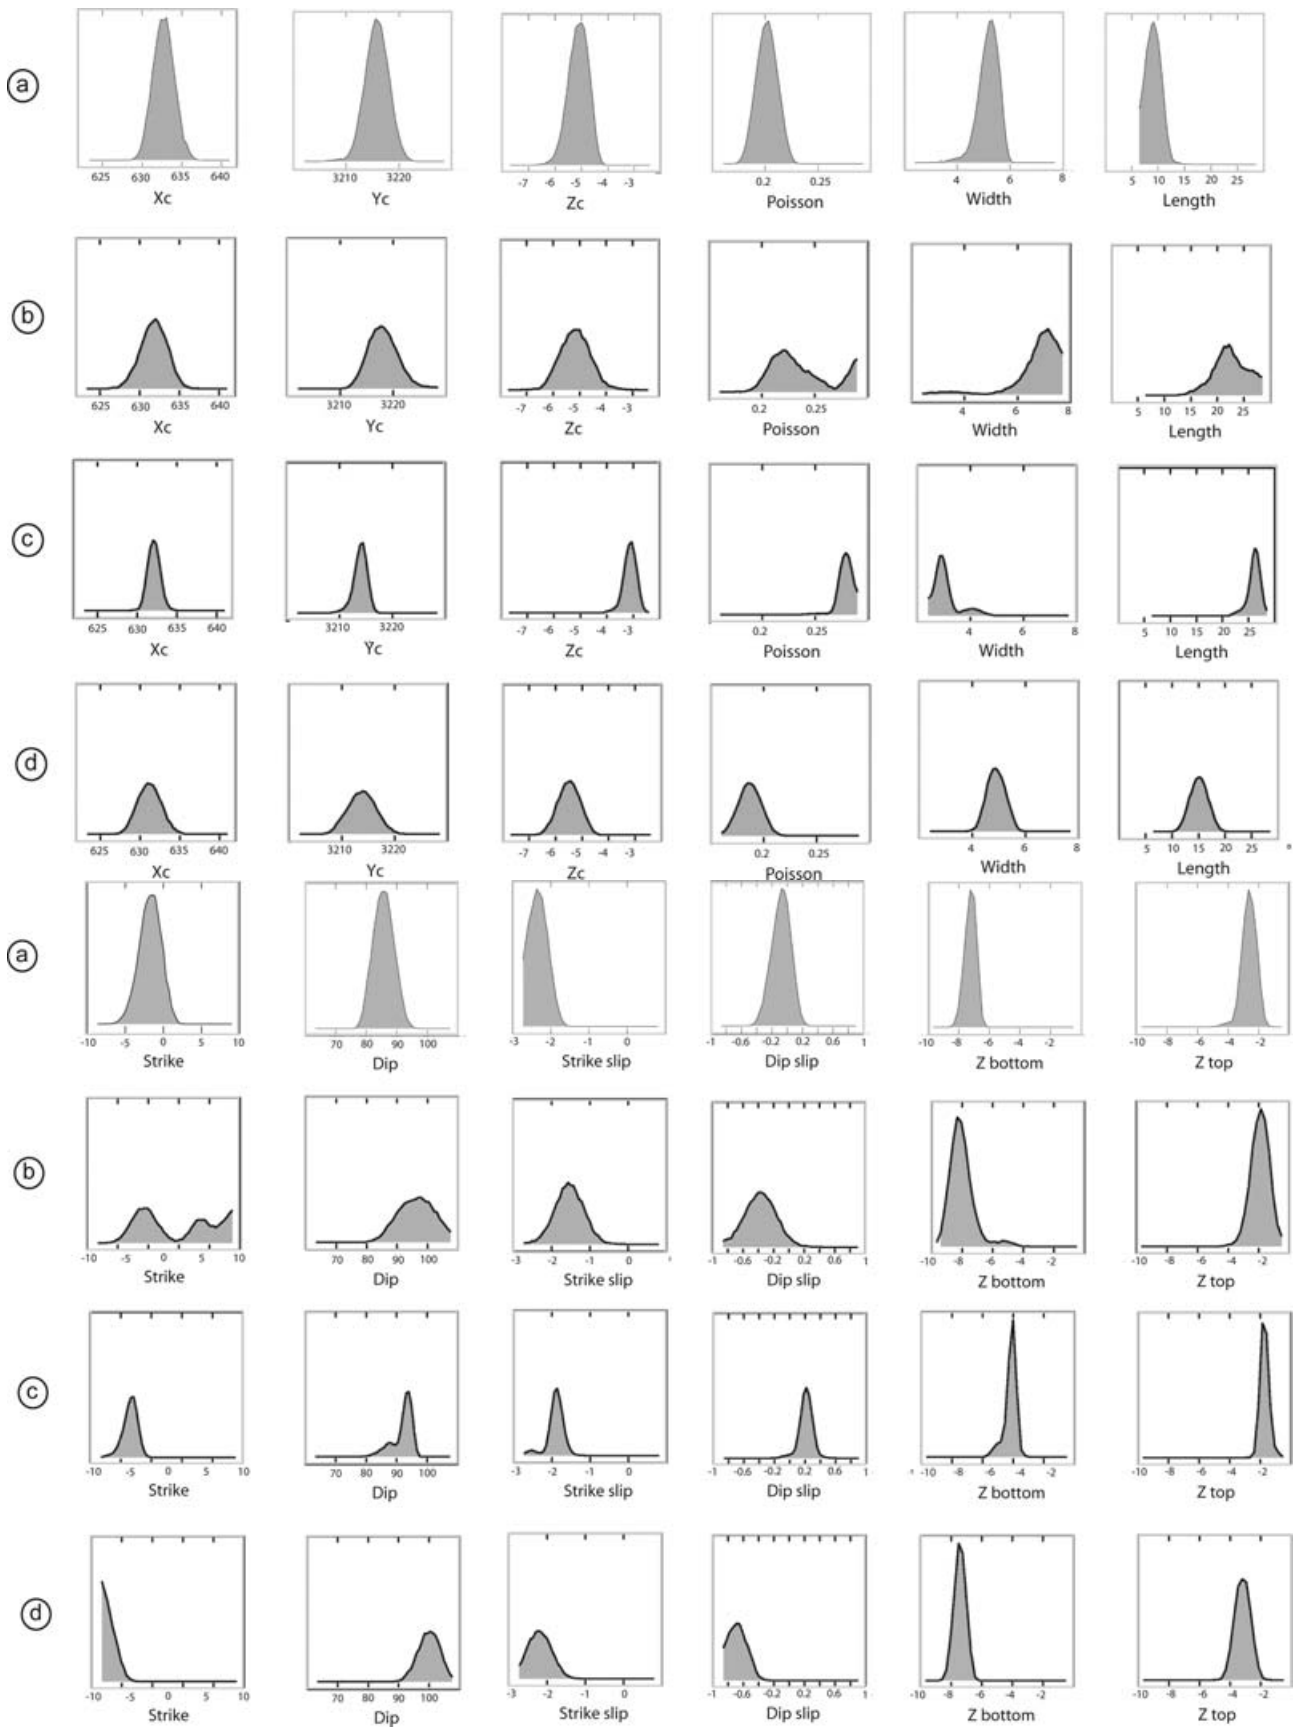 a
625 630 635 640 3210 3220 -7 -6 -5 -4 -3 0.2 0.25 4 6 8 5 10 15 20 25
Xc Yc Zc Poisson Width Length
b
625 630 635 640 3210 3220 -7 -6 -5 -4 -3 0.2 0.25 4 6 8 5 10 15 20 25
Xc Yc Zc Poisson Width Length
c
625 630 635 640 3210 3220 -7 -6 -5 -4 -3 0.2 0.25 4 6 8 5 10 15 20 25
Xc Yc Zc Poisson Width Length
d
625 630 635 640 3210 3220 -7 -6 -5 -4 -3 0.2 0.25 4 6 8 5 10 15 20 25
Xc Yc Zc Poisson Width Length
a
-10 -5 0 5 10 70 80 90 100 -3 -2 -1 0 -1 -0.6 -0.2 0.2 0.6 1 -10 -8 -6 -4 -2 -10 -8 -6 -4 -2
Strike Dip Strike slip Dip slip Z bottom Z top
b
-10 -5 0 5 10 70 80 90 100 -3 -2 -1 0 -1 -0.6 -0.2 0.2 0.6 1 -10 -8 -6 -4 -2 -10 -8 -6 -4 -2
Strike Dip Strike slip Dip slip Z bottom Z top
c
-10 -5 0 5 10 70 80 90 100 -3 -2 -1 0 -1 -0.6 -0.2 0.2 0.6 1 -10 -8 -6 -4 -2 -10 -8 -6 -4 -2
Strike Dip Strike slip Dip slip Z bottom Z top
d
-10 -5 0 5 10 70 80 90 100 -3 -2 -1 0 -1 -0.6 -0.2 0.2 0.6 1 -10 -8 -6 -4 -2 -10 -8 -6 -4 -2
Strike Dip Strike slip Dip slip Z bottom Z top